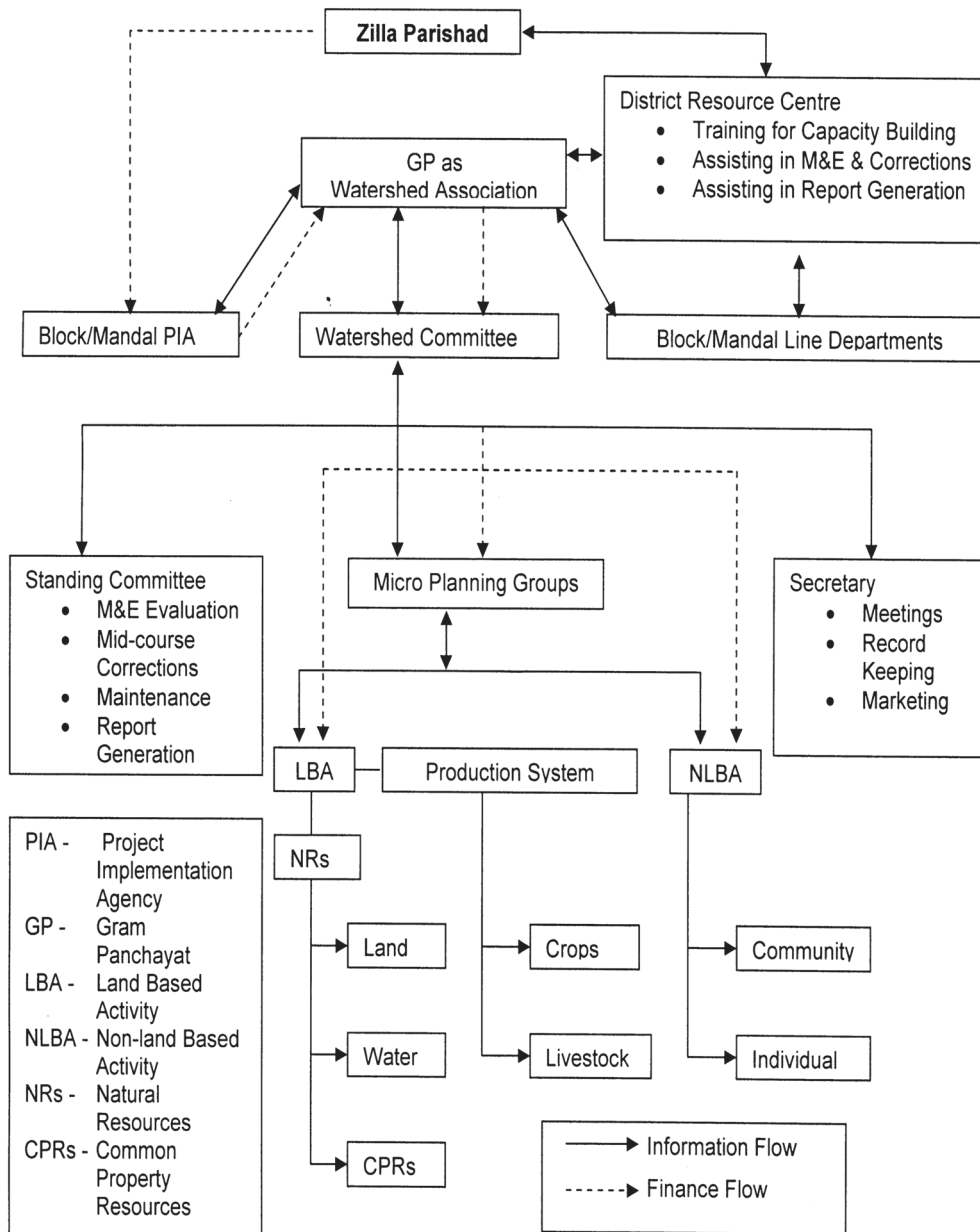 Zilla Parishad
District Resource Centre
• Training for Capacity Building
• Assisting in M&E & Corrections
• Assisting in Report Generation
GP as
Watershed Association
Block/Mandal PIA
Watershed Committee
Block/Mandal Line Departments
Standing Committee
• M&E Evaluation
• Mid-course
Corrections
• Maintenance
• Report
Generation
Micro Planning Groups
Secretary
• Meetings
• Record
Keeping
• Marketing
LBA
Production System
NLBA
NRs
Land
Water
CPRs
Crops
Livestock
Community
Individual
PIA - Project
Implementation
Agency
GP - Gram
Panchayat
LBA - Land Based
Activity
NLBA - Non-land Based
Activity
NRs - Natural
Resources
CPRs - Common
Property
Resources
Information Flow
Finance Flow